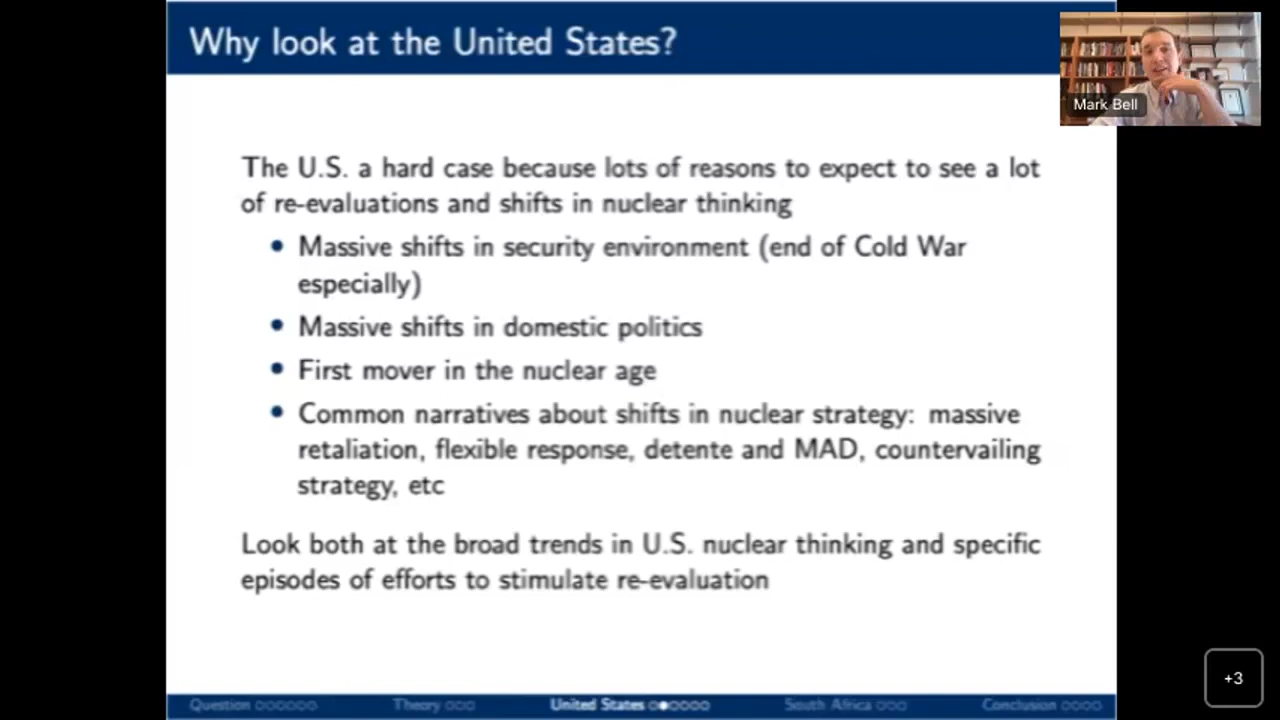 Why look at the United States?
Mark Bell
The U.S. a hard case because lots of reasons to expect to see a lot
of re-evaluations and shifts in nuclear thinking
Massive shifts in security environment (end of Cold War
especially)
Massive shifts in domestic politics
First mover in the nuclear age
Common narratives about shifts in nuclear strategy: massive
retaliation, flexible response, detente and MAD, countervailing
strategy, etc
Look both at the broad trends in U.S. nuclear thinking and specific
episodes of efforts to stimulate re-evaluation
+3
Question Theory United States South Africa Conclusion